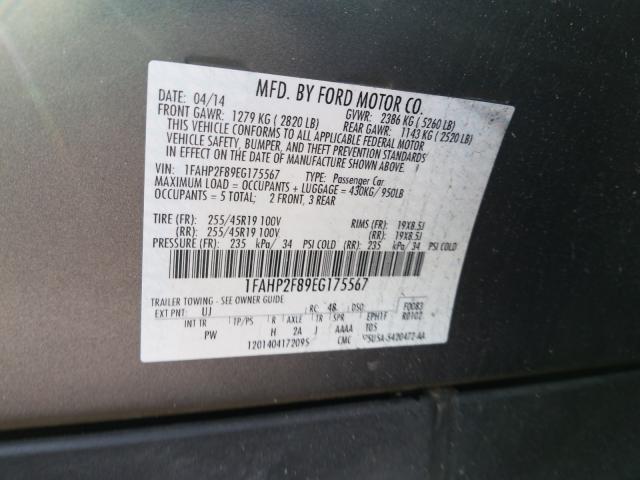 MFD. BY FORD MOTOR CO.
DATE: 04/14 GVWR: 2386 KG (5260 LB)
FRONT GAWR: 1279 KG (2820 LB) REAR GAWR: 1143 KG (2520 LB)
THIS VEHICLE CONFORMS TO ALL APPLICABLE FEDERAL MOTOR
VEHICLE SAFETY, BUMPER, AND THEFT PREVENTION STANDARDS
IN EFFECT ON THE DATE OF MANUFACTURE SHOWN ABOVE.
VIN: 1FAHP2F89EG175567 TYPE: Passenger Car
MAXIMUM LOAD = OCCUPANTS + LUGGAGE = 430KG/950LB
OCCUPANTS = 5 TOTAL; 2 FRONT, 3 REAR
TIRE (FR): 255/45R19 100V RIMS (FR): 19X8.5J
(RR): 255/45R19 100V (RR): 19X8.5J
PRESSURE (FR): 235 kPa/ 34 PSI COLD (RR): 235 kPa/ 34 PSI COLD
1FAHP2F89EG175567
TRAILER TOWING - SEE OWNER GUIDE
EXT PNT: UJ RC: 48 DSO: F0083
INT TR TP/PS R AXLE TR SPR EPH1F R0102
PW H 2A J AAAA TOS
1201404172095 CMC